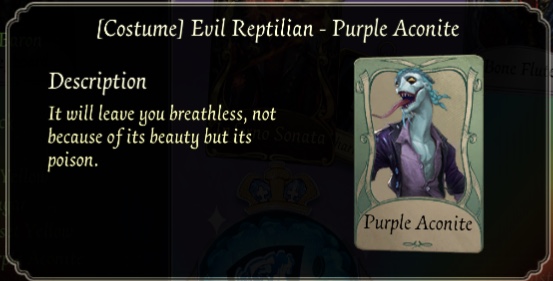 [Costume] Evil Reptilian - Purple Aconite
Description
It will leave you breathless, not
because of its beauty but its
poison.
Purple Aconite